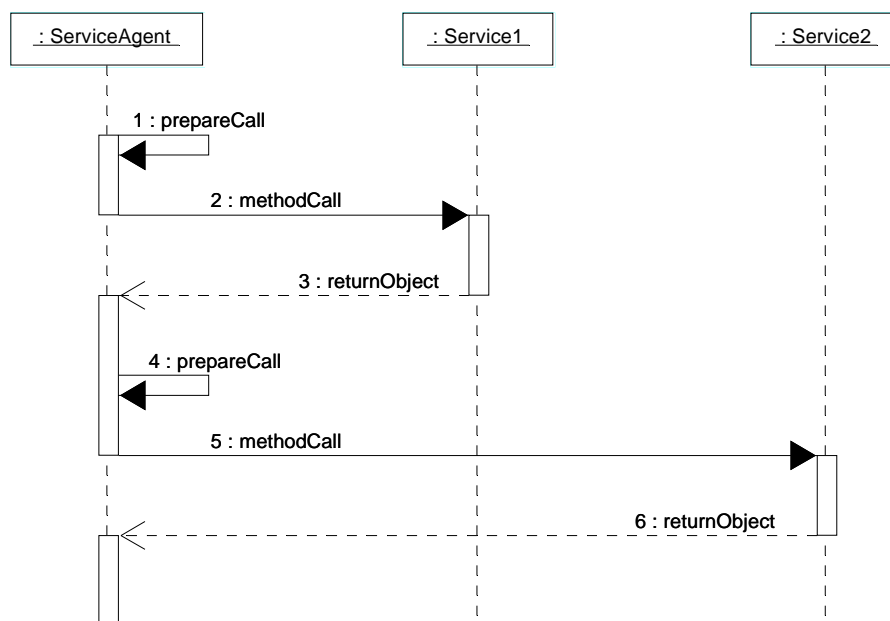 : ServiceAgent
: Service1
: Service2
1 : prepareCall
2 : methodCall
3 : returnObject
4 : prepareCall
5 : methodCall
6 : returnObject